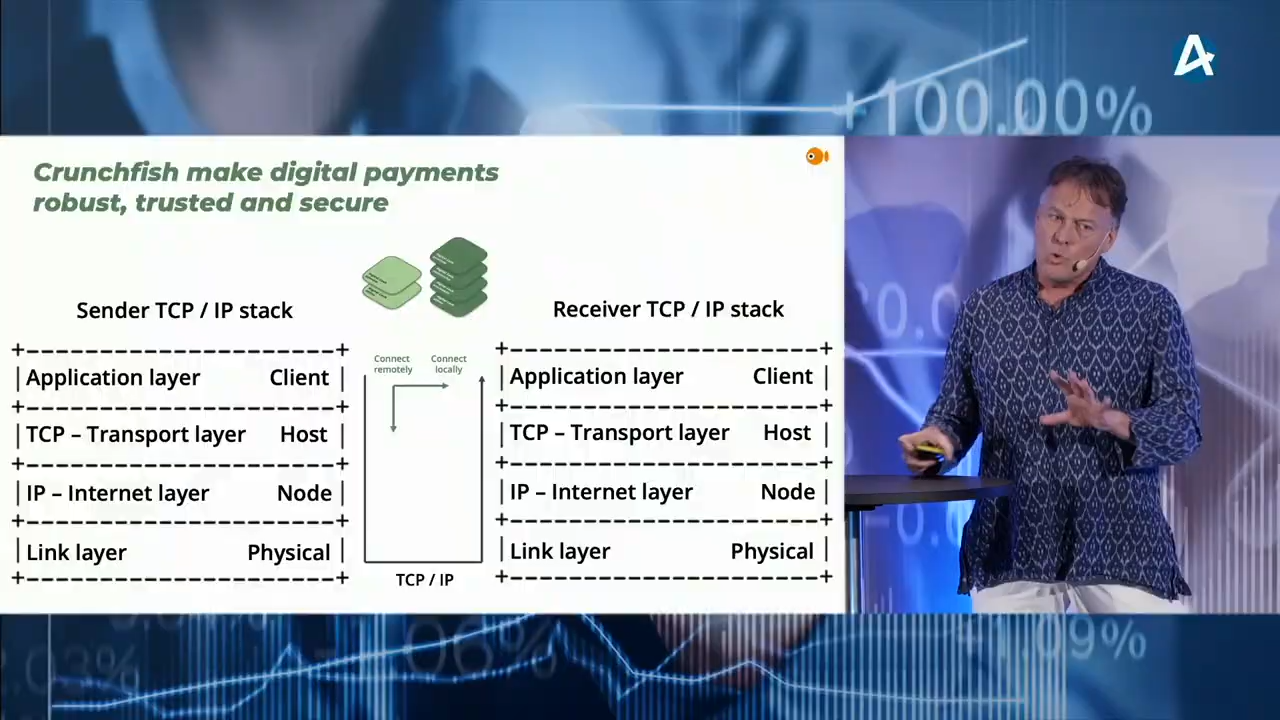 +100.00%
Crunchfish make digital payments
robust, trusted and secure
Sender TCP / IP stack
Receiver TCP / IP stack
Connect
remotely
Connect
locally
Application layer Client
TCP – Transport layer Host
IP – Internet layer Node
Link layer Physical
TCP / IP
Application layer Client
TCP – Transport layer Host
IP – Internet layer Node
Link layer Physical